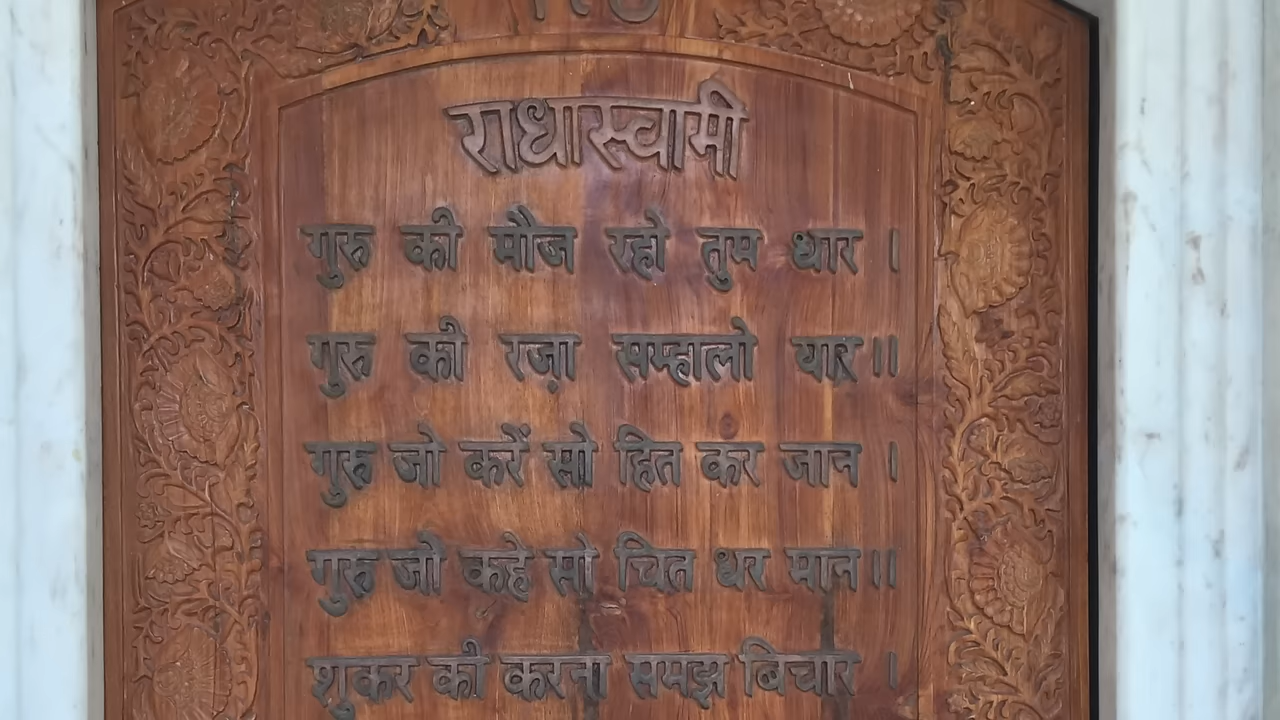 राधास्वामी
गुरु की मौज रहो तुम धार ।
गुरु की रज़ा सम्हालो यार ॥
गुरु जो करें सो हित कर जान ।
गुरु जो कहे सो चित धर मान ॥
शुकर की करना समझ बिचार ।